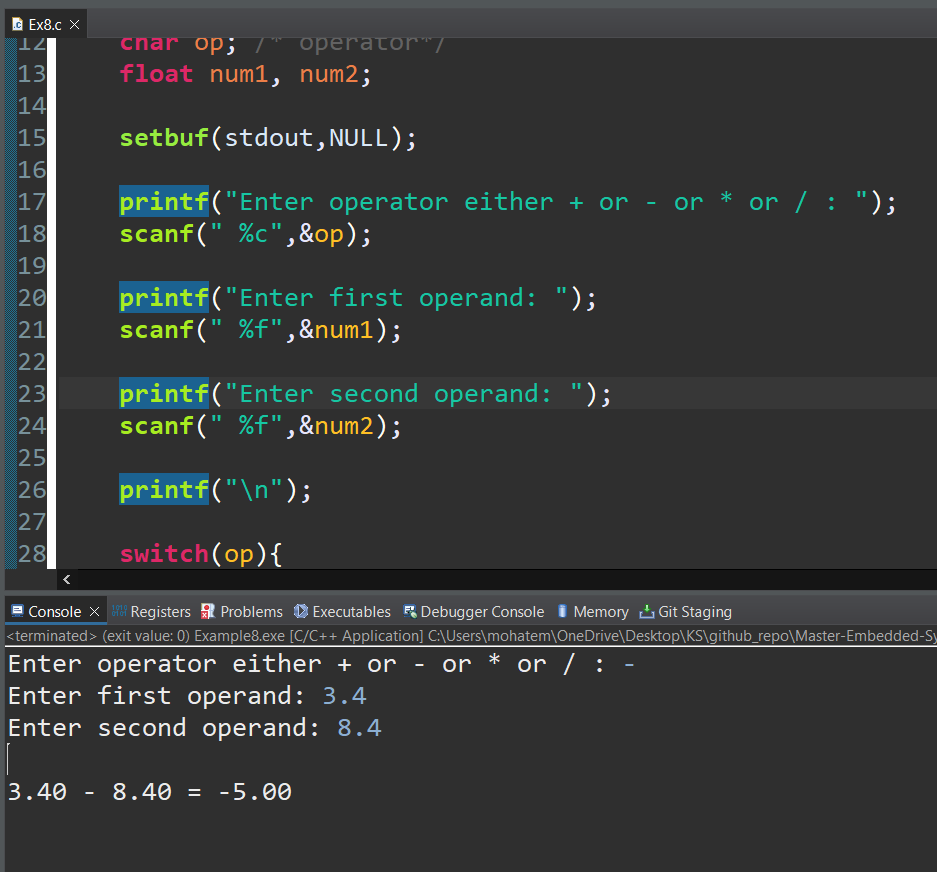 Ex8.c
12 char op; /* operator*/
13 float num1, num2;
14
15 setbuf(stdout,NULL);
16
17 printf("Enter operator either + or - or * or / : ");
18 scanf(" %c",&op);
19
20 printf("Enter first operand: ");
21 scanf(" %f",&num1);
22
23 printf("Enter second operand: ");
24 scanf(" %f",&num2);
25
26 printf("\n");
27
28 switch(op){
Console Registers Problems Executables Debugger Console Memory Git Staging
<terminated> (exit value: 0) Example8.exe [C/C++ Application] C:\Users\mohatem\OneDrive\Desktop\KS\github_repo\Master-Embedded-Sy
Enter operator either + or - or * or / : -
Enter first operand: 3.4
Enter second operand: 8.4
3.40 - 8.40 = -5.00